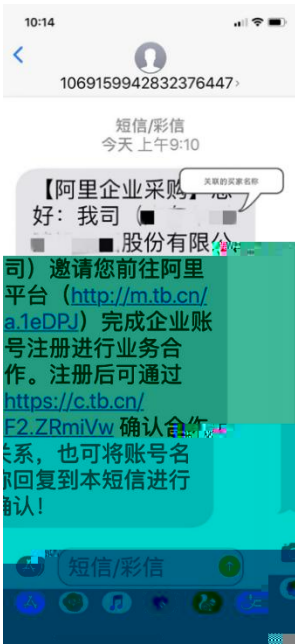 10:14
1069159942832376447
短信/彩信
今天 上午9:10
关联的买家名称
【阿里企业采购】您
好：我司（
股份有限公
司）邀请您前往阿里
平台（http://m.tb.cn/
a.1eDPJ）完成企业账
号注册进行业务合
作。注册后可通过
https://c.tb.cn/
F2.ZRmiVw 确认合作
关系，也可将账号名
称回复到本短信进行
确认！
短信/彩信